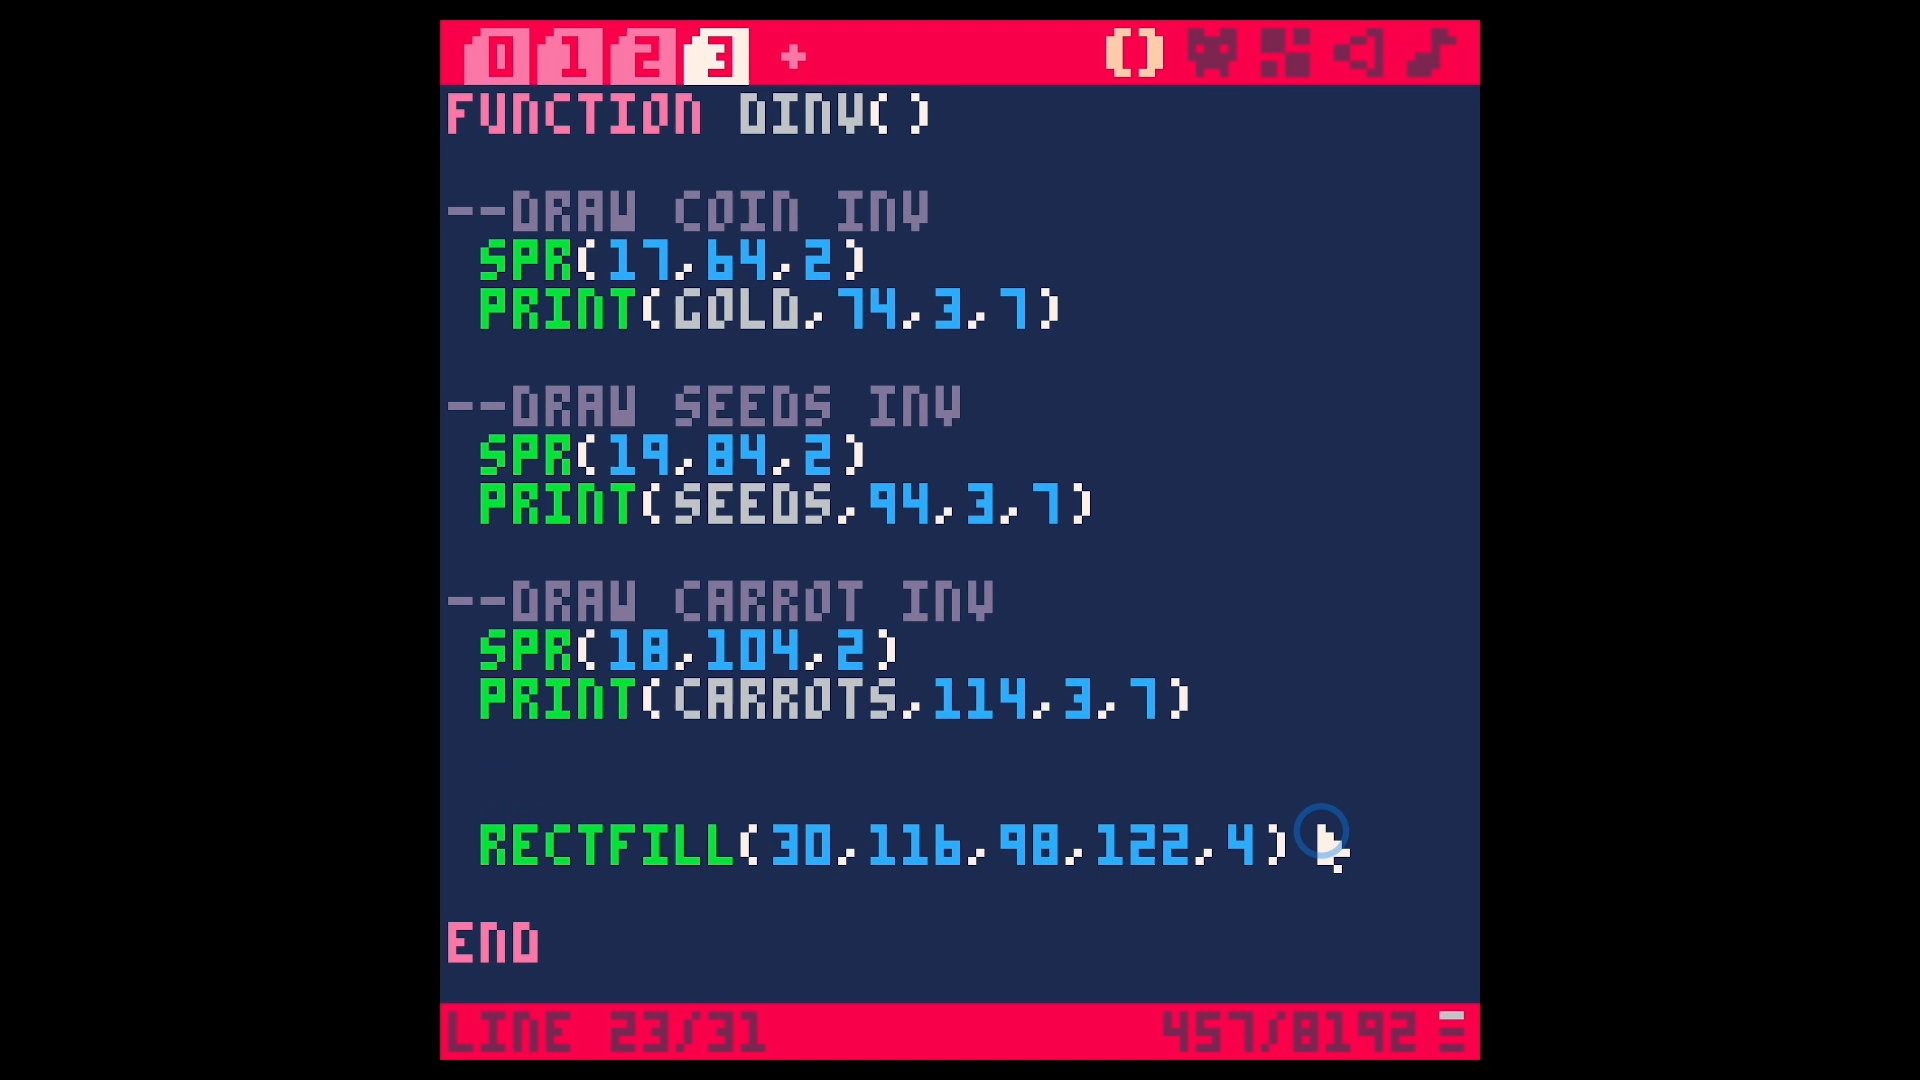 0 1 2 3 +
FUNCTION DINV()
--DRAW COIN INV
SPR(17,64,2)
PRINT(GOLD,74,3,7)
--DRAW SEEDS INV
SPR(19,84,2)
PRINT(SEEDS,94,3,7)
--DRAW CARROT INV
SPR(18,104,2)
PRINT(CARROTS,114,3,7)
RECTFILL(30,116,98,122,4)
END
LINE 23/31 457/8192